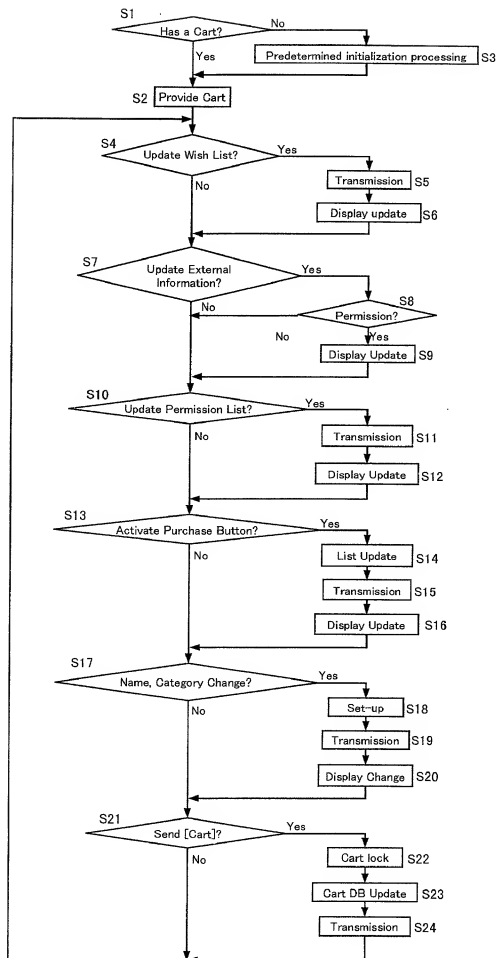 S1
Has a Cart?
No
Yes
Predetermined initialization processing
S3
S2
Provide Cart
S4
Update Wish List?
Yes
No
Transmission
S5
Display update
S6
S7
Update External
Information?
Yes
No
S8
Permission?
No
Yes
Display Update
S9
S10
Update Permission List?
Yes
No
Transmission
S11
Display Update
S12
S13
Activate Purchase Button?
Yes
No
List Update
S14
Transmission
S15
Display Update
S16
S17
Name, Category Change?
Yes
No
Set-up
S18
Transmission
S19
Display Change
S20
S21
Send [Cart]?
Yes
No
Cart lock
S22
Cart DB Update
S23
Transmission
S24